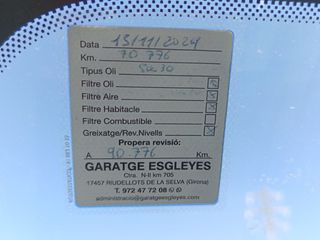 Data 13/11/2024
Km. 70 776
Tipus Oli 5w30
Filtre Oli
Filtre Aire
Filtre Habitacle
Filtre Combustible
Greixatge/Rev.Nivells
Propera revisió:
A 90.776 Km.
GARATGE ESGLEYES
Ctra. N-II km 705
17457 RIUDELLOTS DE LA SELVA (Girona)
T. 972 47 72 08
administracio@garatgeesgleyes.com